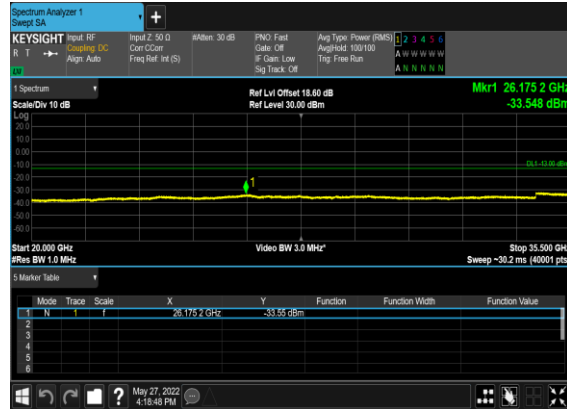 Spectrum Analyzer 1
Swept SA
+
KEYSIGHT Input: RF Input Z: 50 Ω #Atten: 30 dB PNO: Fast Avg Type: Power (RMS) 1 2 3 4 5 6
R T Coupling: DC Corr CCorr Gate: Off Avg|Hold: 100/100 A W W W W W
Align: Auto Freq Ref: Int (S) IF Gain: Low Trig: Free Run A N N N N N
Sig Track: Off
1 Spectrum Ref Lvl Offset 18.60 dB Mkr1 26.175 2 GHz
Scale/Div 10 dB Ref Level 30.00 dBm -33.548 dBm
Log
20.0
10.0
0.00
-10.0 DL1 -13.00 dBm
-20.0
1
-30.0
-40.0
-50.0
-60.0
Start 20.000 GHz Video BW 3.0 MHz* Stop 35.500 GHz
#Res BW 1.0 MHz Sweep ~30.2 ms (40001 pts)
5 Marker Table
Mode Trace Scale X Y Function Function Width Function Value
1 N 1 f 26.175 2 GHz -33.55 dBm
2
3
4
5
6
? May 27, 2022
4:18:48 PM